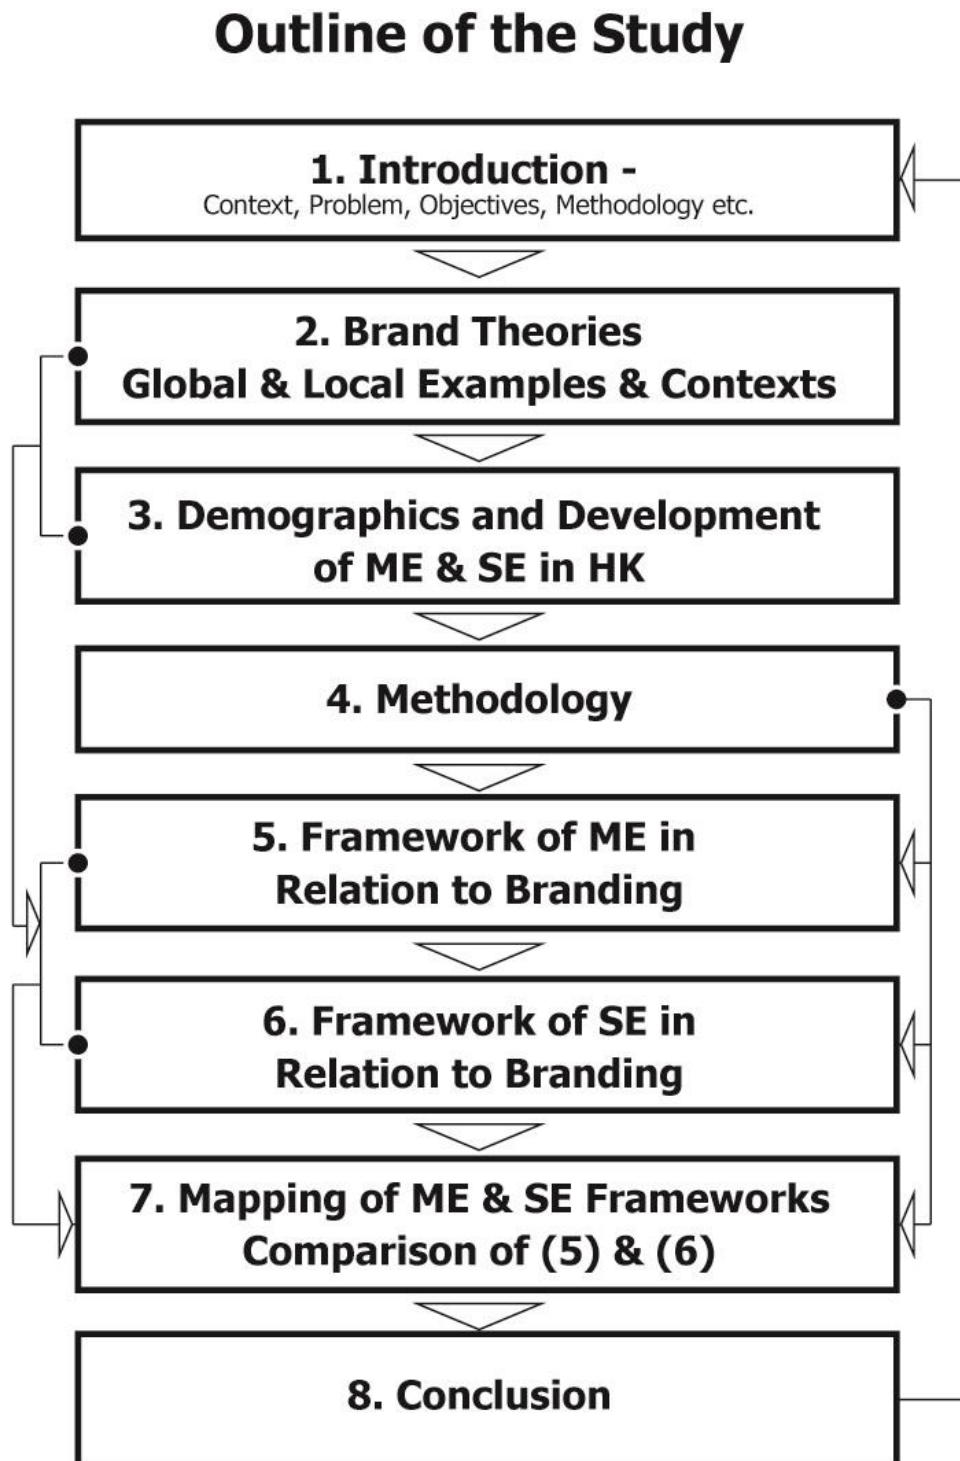 Outline of the Study
1. Introduction -
Context, Problem, Objectives, Methodology etc.
2. Brand Theories
Global & Local Examples & Contexts
3. Demographics and Development
of ME & SE in HK
4. Methodology
5. Framework of ME in
Relation to Branding
6. Framework of SE in
Relation to Branding
7. Mapping of ME & SE Frameworks
Comparison of (5) & (6)
8. Conclusion